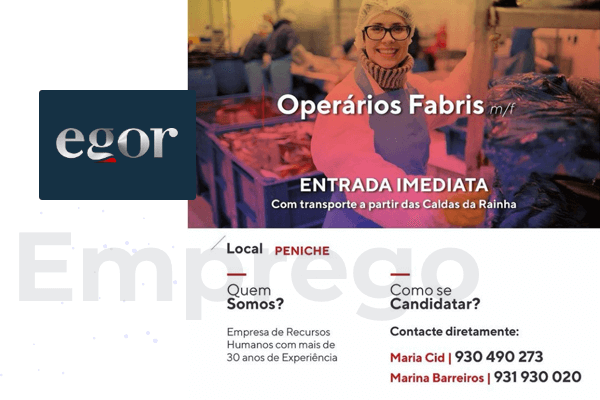 egor
Operários Fabris m/f
ENTRADA IMEDIATA
Com transporte a partir das Caldas da Rainha
Emprego
Local PENICHE
Quem
Somos?
Empresa de Recursos
Humanos com mais de
30 anos de Experiência
Como se
Candidatar?
Contacte diretamente:
Maria Cid | 930 490 273
Marina Barreiros | 931 930 020